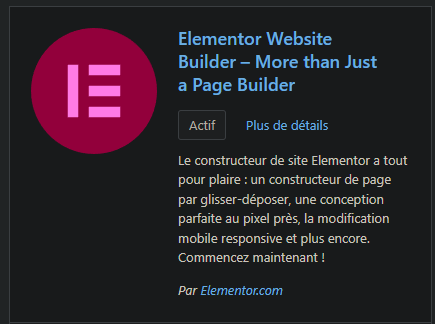 Elementor Website
Builder – More than Just
a Page Builder
Actif
Plus de détails
Le constructeur de site Elementor a tout
pour plaire : un constructeur de page
par glisser-déposer, une conception
parfaite au pixel près, la modification
mobile responsive et plus encore.
Commencez maintenant !
Par Elementor.com